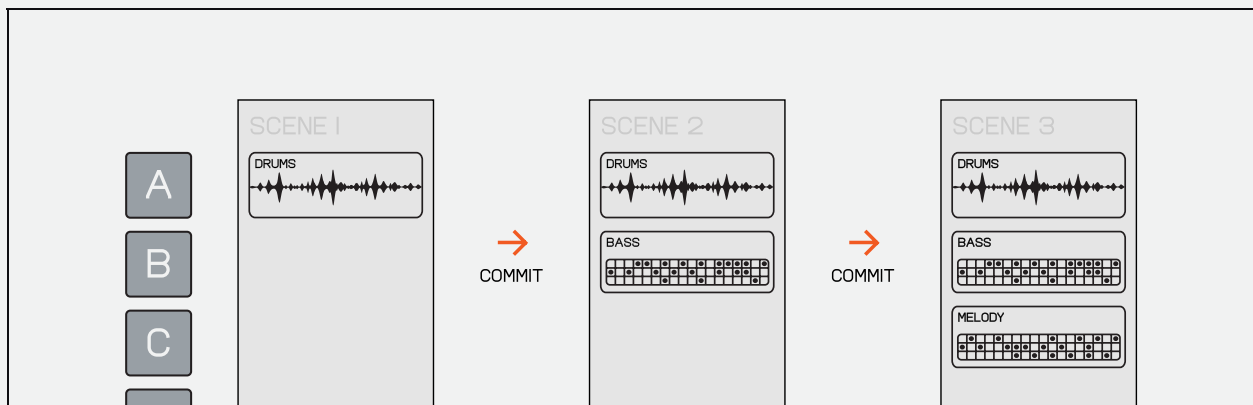 SCENE 1
SCENE 2
SCENE 3
A
DRUMS
DRUMS
DRUMS
B
COMMIT
BASS
COMMIT
BASS
C
MELODY